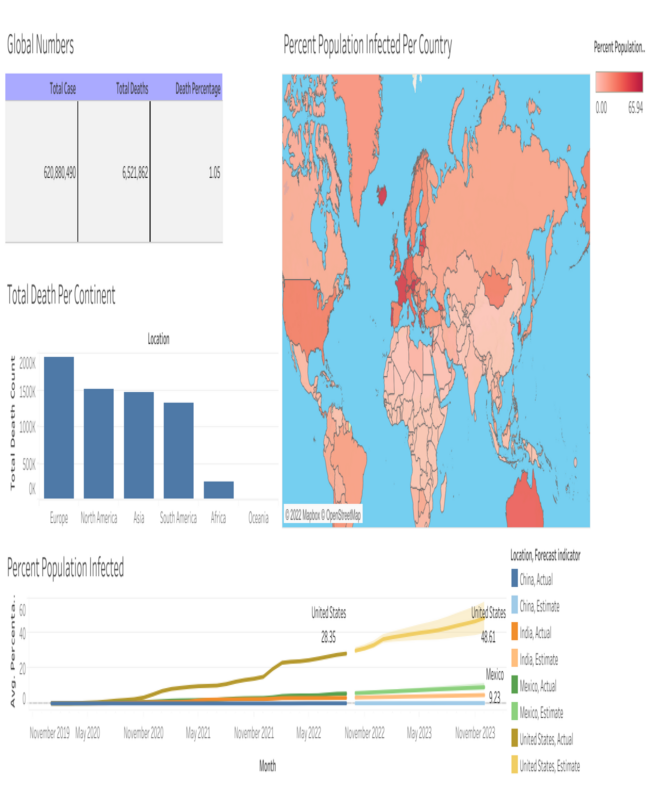 Global Numbers
Total Case Total Deaths Death Percentage
620,880,490 6,521,862 1.05
Percent Population Infected Per Country
Percent Population..
0.00 65.94
© 2022 Mapbox © OpenStreetMap
Total Death Per Continent
Location
Total Death Count
2000K
1500K
1000K
500K
0K
Europe North America Asia South America Africa Oceania
Percent Population Infected
Avg. Percenta..
60
40
20
0
United States
28.35
United States
48.61
Mexico
9.23
November 2019 May 2020 November 2020 May 2021 November 2021 May 2022 November 2022 May 2023 November 2023
Month
Location, Forecast indicator
China, Actual
China, Estimate
India, Actual
India, Estimate
Mexico, Actual
Mexico, Estimate
United States, Actual
United States, Estimate